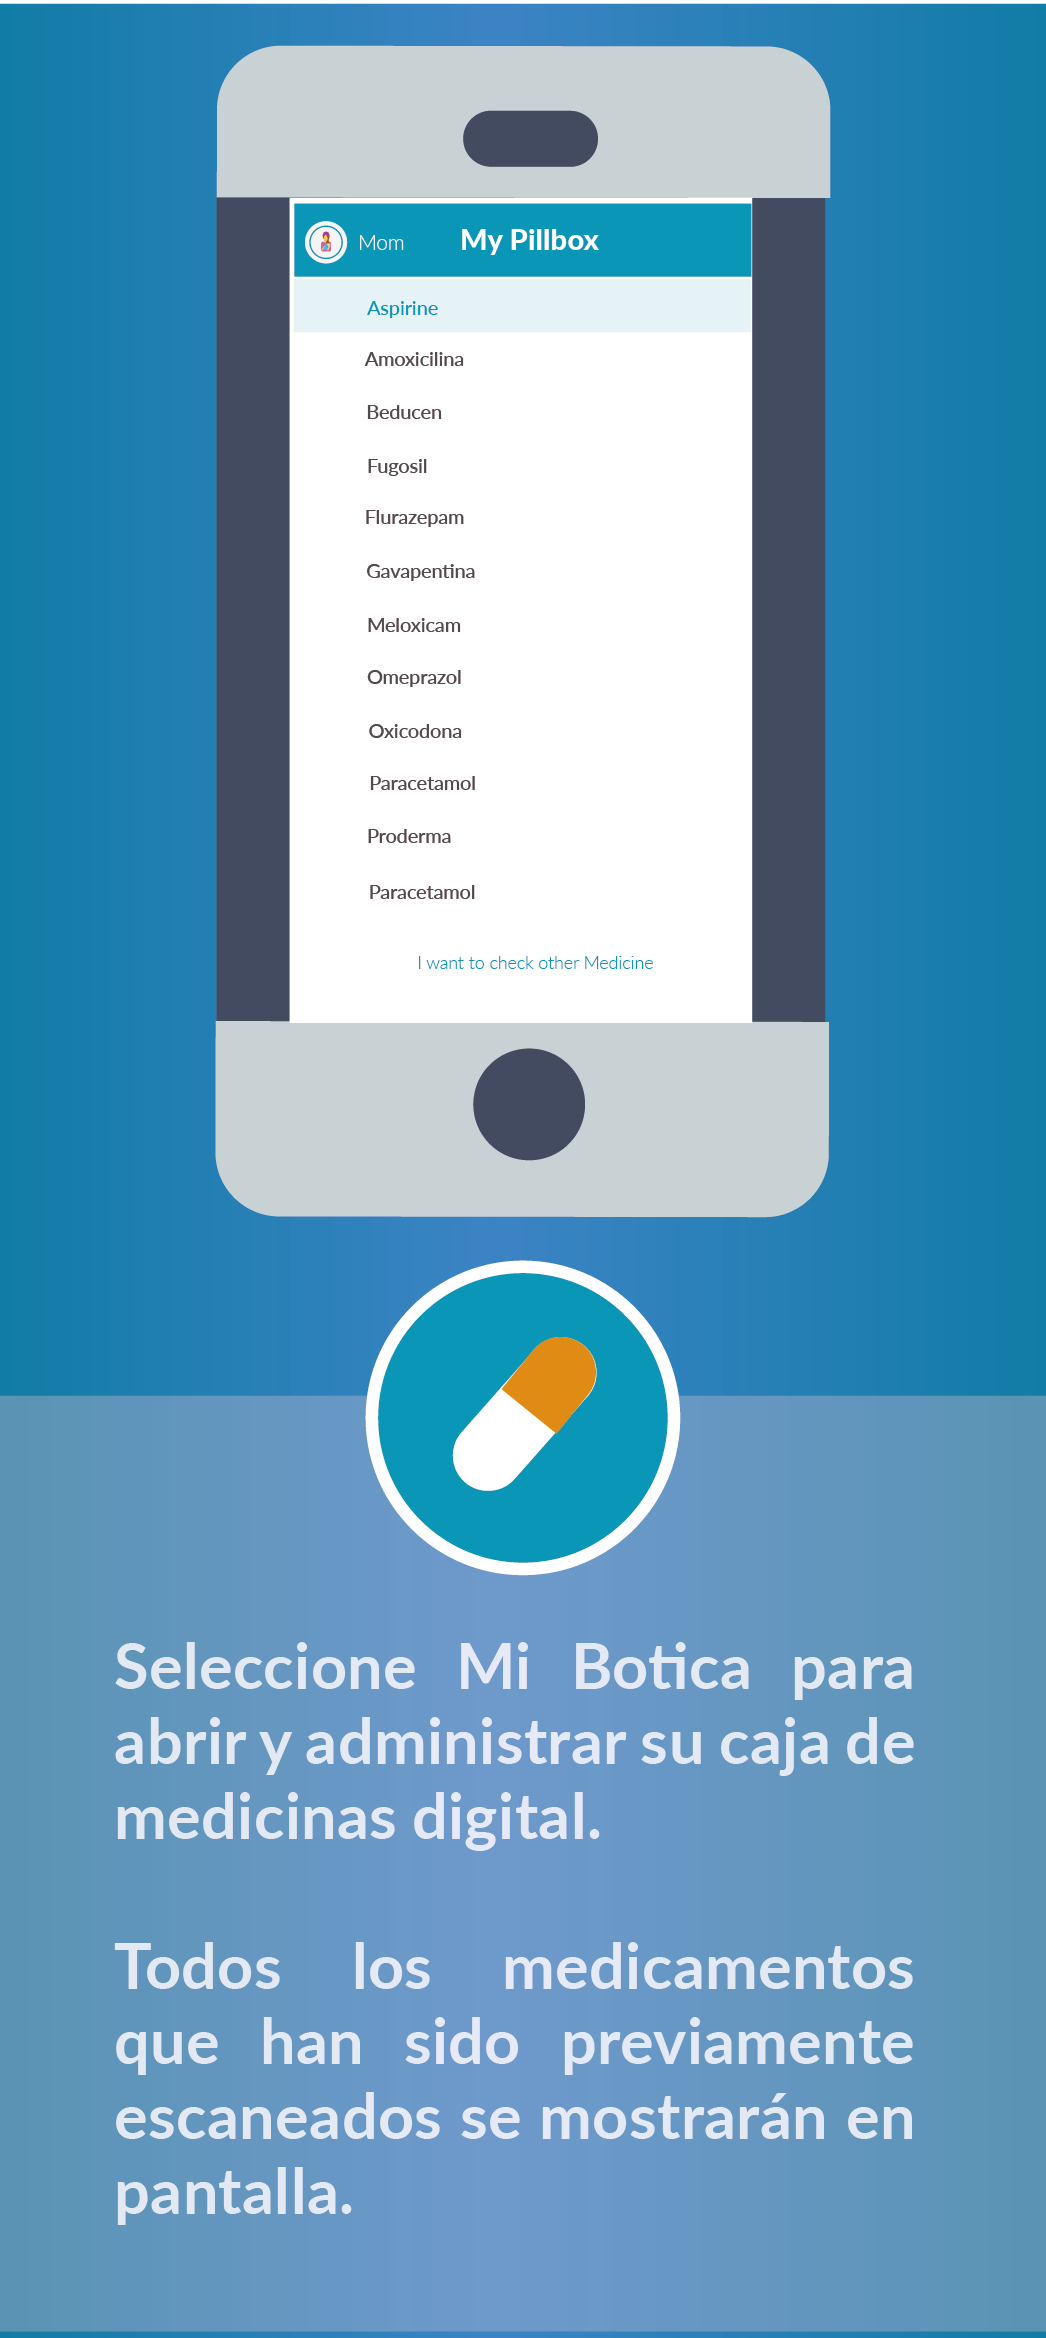 Mom My Pillbox
Aspirine
Amoxicilina
Beducen
Fugosil
Flurazepam
Gavapentina
Meloxicam
Omeprazol
Oxicodona
Paracetamol
Proderma
Paracetamol
I want to check other Medicine
Seleccione Mi Botica para
abrir y administrar su caja de
medicinas digital.
Todos los medicamentos
que han sido previamente
escaneados se mostrarán en
pantalla.